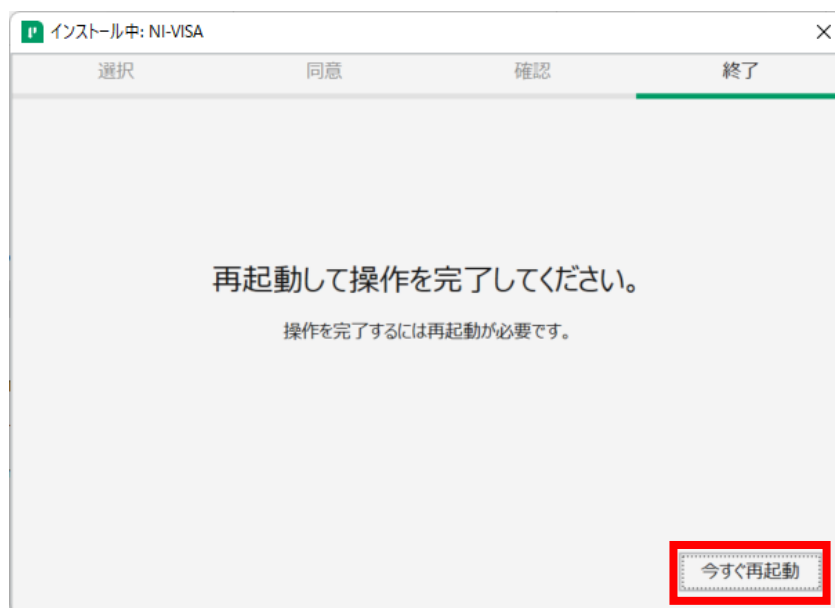 インストール中: NI-VISA
選択 同意 確認 終了
再起動して操作を完了してください。
操作を完了するには再起動が必要です。
今すぐ再起動